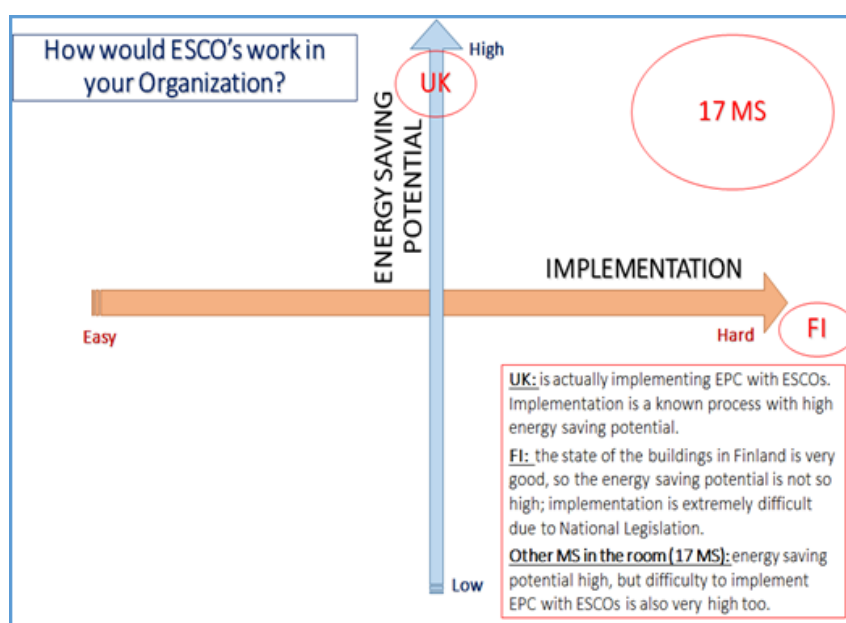 How would ESCO's work in
your Organization?
High
UK
17 MS
ENERGY SAVING
POTENTIAL
IMPLEMENTATION
Easy
Hard
FI
UK: is actually implementing EPC with ESCOs.
Implementation is a known process with high
energy saving potential.
FI: the state of the buildings in Finland is very
good, so the energy saving potential is not so
high; implementation is extremely difficult
due to National Legislation.
Other MS in the room (17 MS): energy saving
potential high, but difficulty to implement
EPC with ESCOs is also very high too.
Low